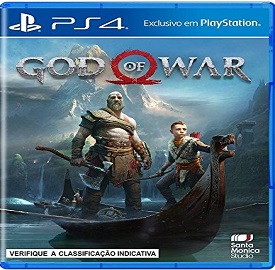 PS4
Exclusivo em PlayStation.
GOD OF WAR
VERIFIQUE A CLASSIFICAÇÃO INDICATIVA
Santa Monica Studio